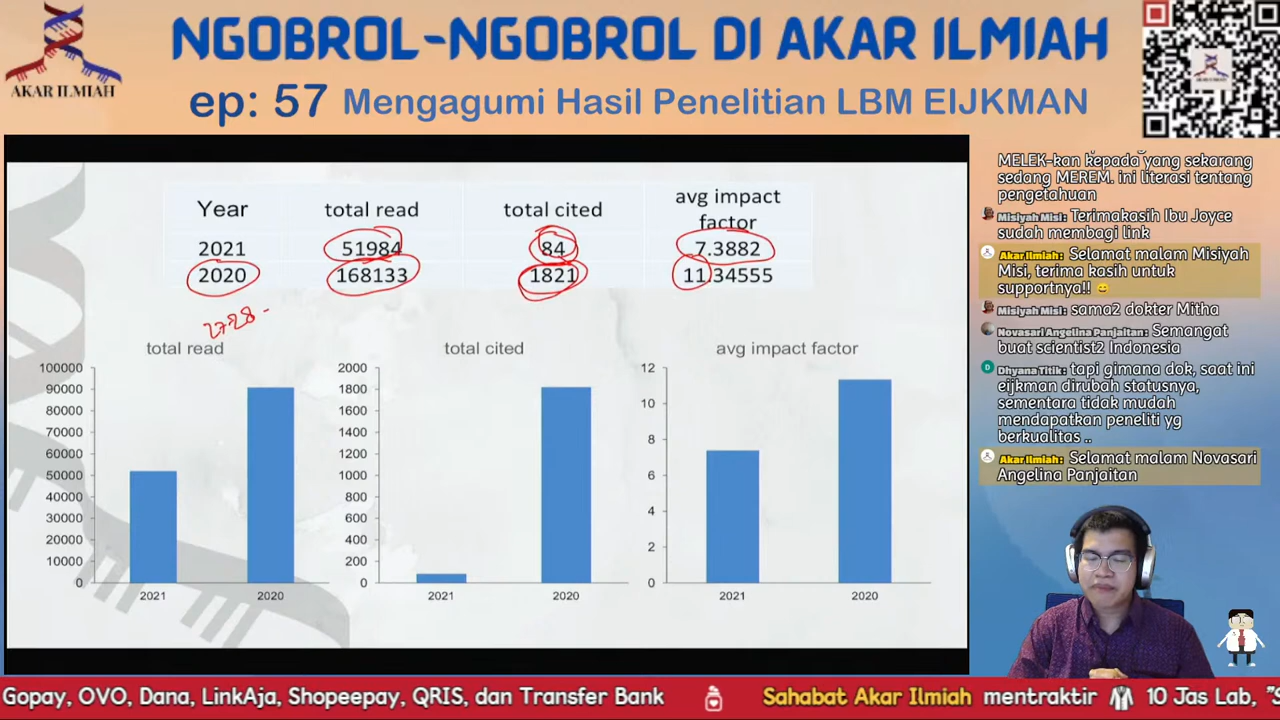 AKAR ILMIAH
NGOBROL-NGOBROL DI AKAR ILMIAH
ep: 57 Mengagumi Hasil Penelitian LBM EIJKMAN
Year total read total cited avg impact factor
2021 51984 84 7.3882
2020 168133 1821 11.34555
2728 -
total read
100000
90000
80000
70000
60000
50000
40000
30000
20000
10000
0
2021 2020
total cited
2000
1800
1600
1400
1200
1000
800
600
400
200
0
2021 2020
avg impact factor
12
10
8
6
4
2
0
2021 2020
MELEK-kan kepada yang sekarang
sedang MEREM. ini literasi tentang
pengetahuan
Misiyah Misi: Terimakasih Ibu Joyce
sudah membagi link
Akar Ilmiah: Selamat malam Misiyah
Misi, terima kasih untuk
supportnya!! 😄
Misiyah Misi: sama2 dokter Mitha
Novasari Angelina Panjaitan: Semangat
buat scientist2 Indonesia
D Dhyana Titik: tapi gimana dok, saat ini
eijkman dirubah statusnya,
sementara tidak mudah
mendapatkan peneliti yg
berkualitas ..
Akar Ilmiah: Selamat malam Novasari
Angelina Panjaitan
Gopay, OVO, Dana, LinkAja, Shopeepay, QRIS, dan Transfer Bank Sahabat Akar Ilmiah mentraktir 10 Jas Lab, "S